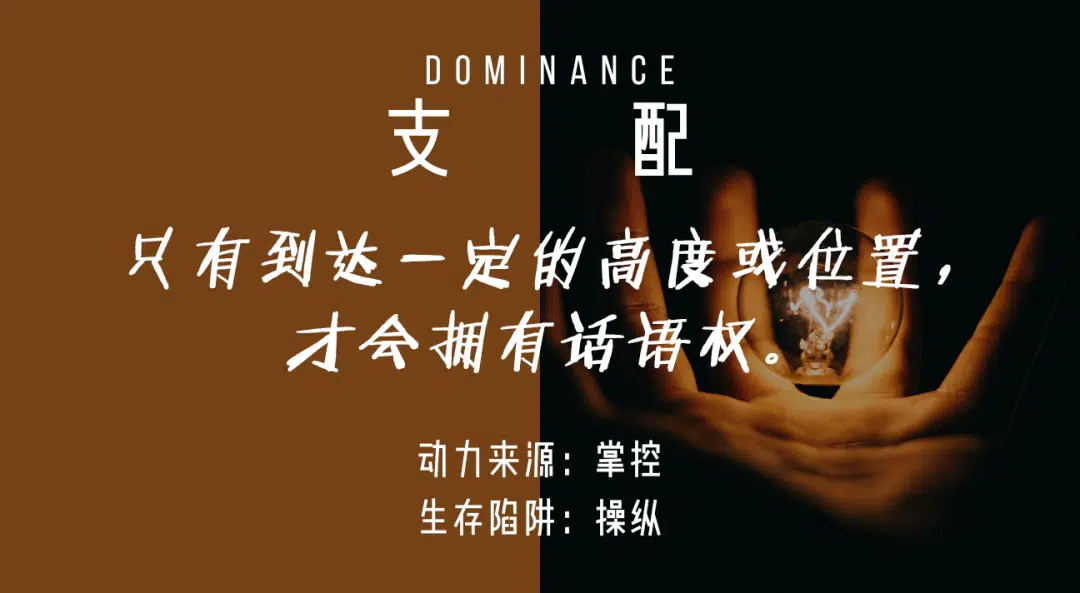 DOMINANCE
支配
只有到达一定的高度或位置，
才会拥有话语权。
动力来源：掌控
生存陷阱：操纵